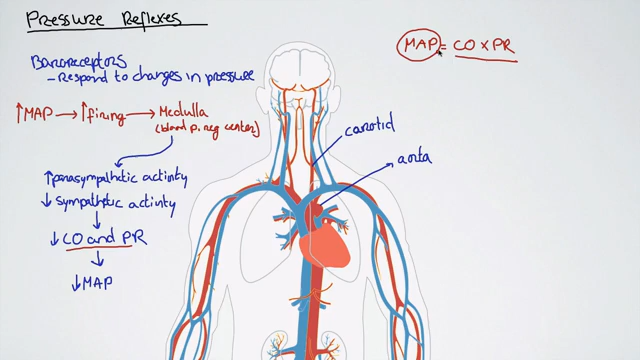 Pressure Reflexes
Baroreceptors
- Respond to changes in pressure
↑MAP → ↑firing → Medulla
(blood p. reg center)
↑parasympathetic activity
↓sympathetic activity
↓ CO and PR
↓MAP
MAP = CO x PR
carotid
aorta